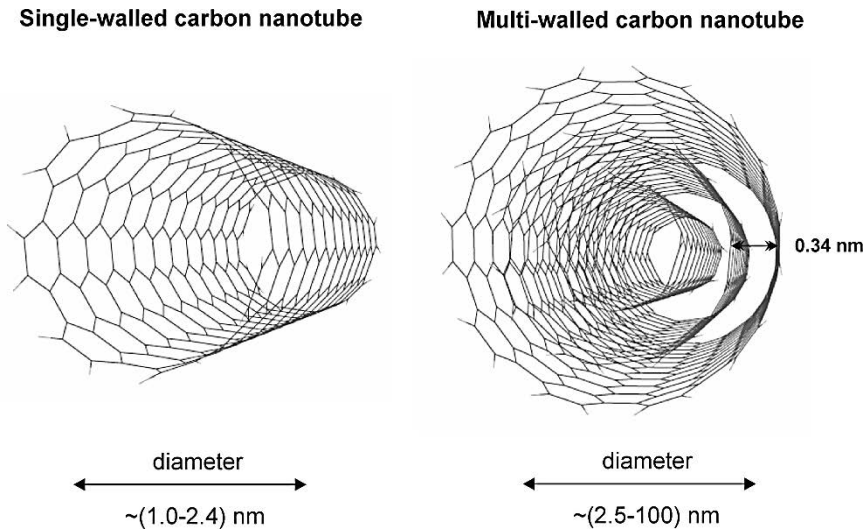 Single-walled carbon nanotube
Multi-walled carbon nanotube
0.34 nm
diameter
~(1.0-2.4) nm
diameter
~(2.5-100) nm